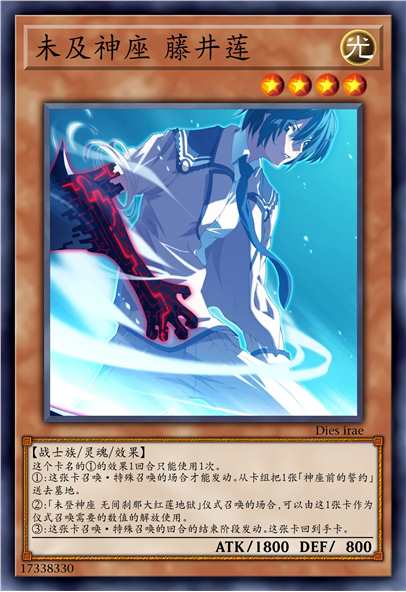 未及神座 藤井莲
光
Dies irae
【战士族/灵魂/效果】
这个卡名的①的效果1回合只能使用1次。
①:这张卡召唤・特殊召唤的场合才能发动。从卡组把1张「神座前的誓约」
送去墓地。
②:「未登神座 无间刹那大红莲地狱」仪式召唤的场合,可以由这1张卡作为
仪式召唤需要的数值的解放使用。
③:这张卡召唤・特殊召唤的回合的结束阶段发动。这张卡回到手卡。
ATK/1800 DEF/ 800
17338330